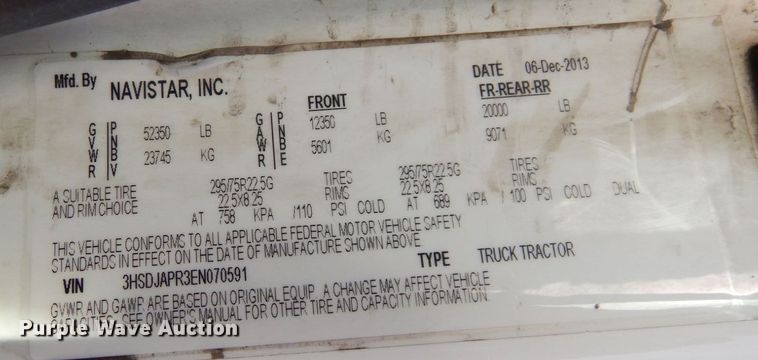 Mfd. By NAVISTAR, INC. DATE 06-Dec-2013
FRONT FR-REAR-RR
G V W R P N B V 52350 LB G A W R P N B E 12350 LB 20000 LB
23745 KG 5601 KG 9071 KG
A SUITABLE TIRE 295/75R22.5G TIRES 295/75R22.5G TIRES
AND RIM CHOICE 22.5X8.25 RIMS 22.5X8.25 RIMS
AT 758 KPA /110 PSI COLD AT 689 KPA / 100 PSI COLD DUAL
THIS VEHICLE CONFORMS TO ALL APPLICABLE FEDERAL MOTOR VEHICLE SAFETY
STANDARDS IN EFFECT ON THE DATE OF MANUFACTURE SHOWN ABOVE
VIN 3HSDJAPR3EN070591 TYPE TRUCK TRACTOR
GVWR AND GAWR ARE BASED ON ORIGINAL EQUIP. A CHANGE MAY AFFECT VEHICLE
SEE OWNER'S MANUAL FOR OTHER TIRE AND CAPACITY INFORMATION
Purple Wave Auction